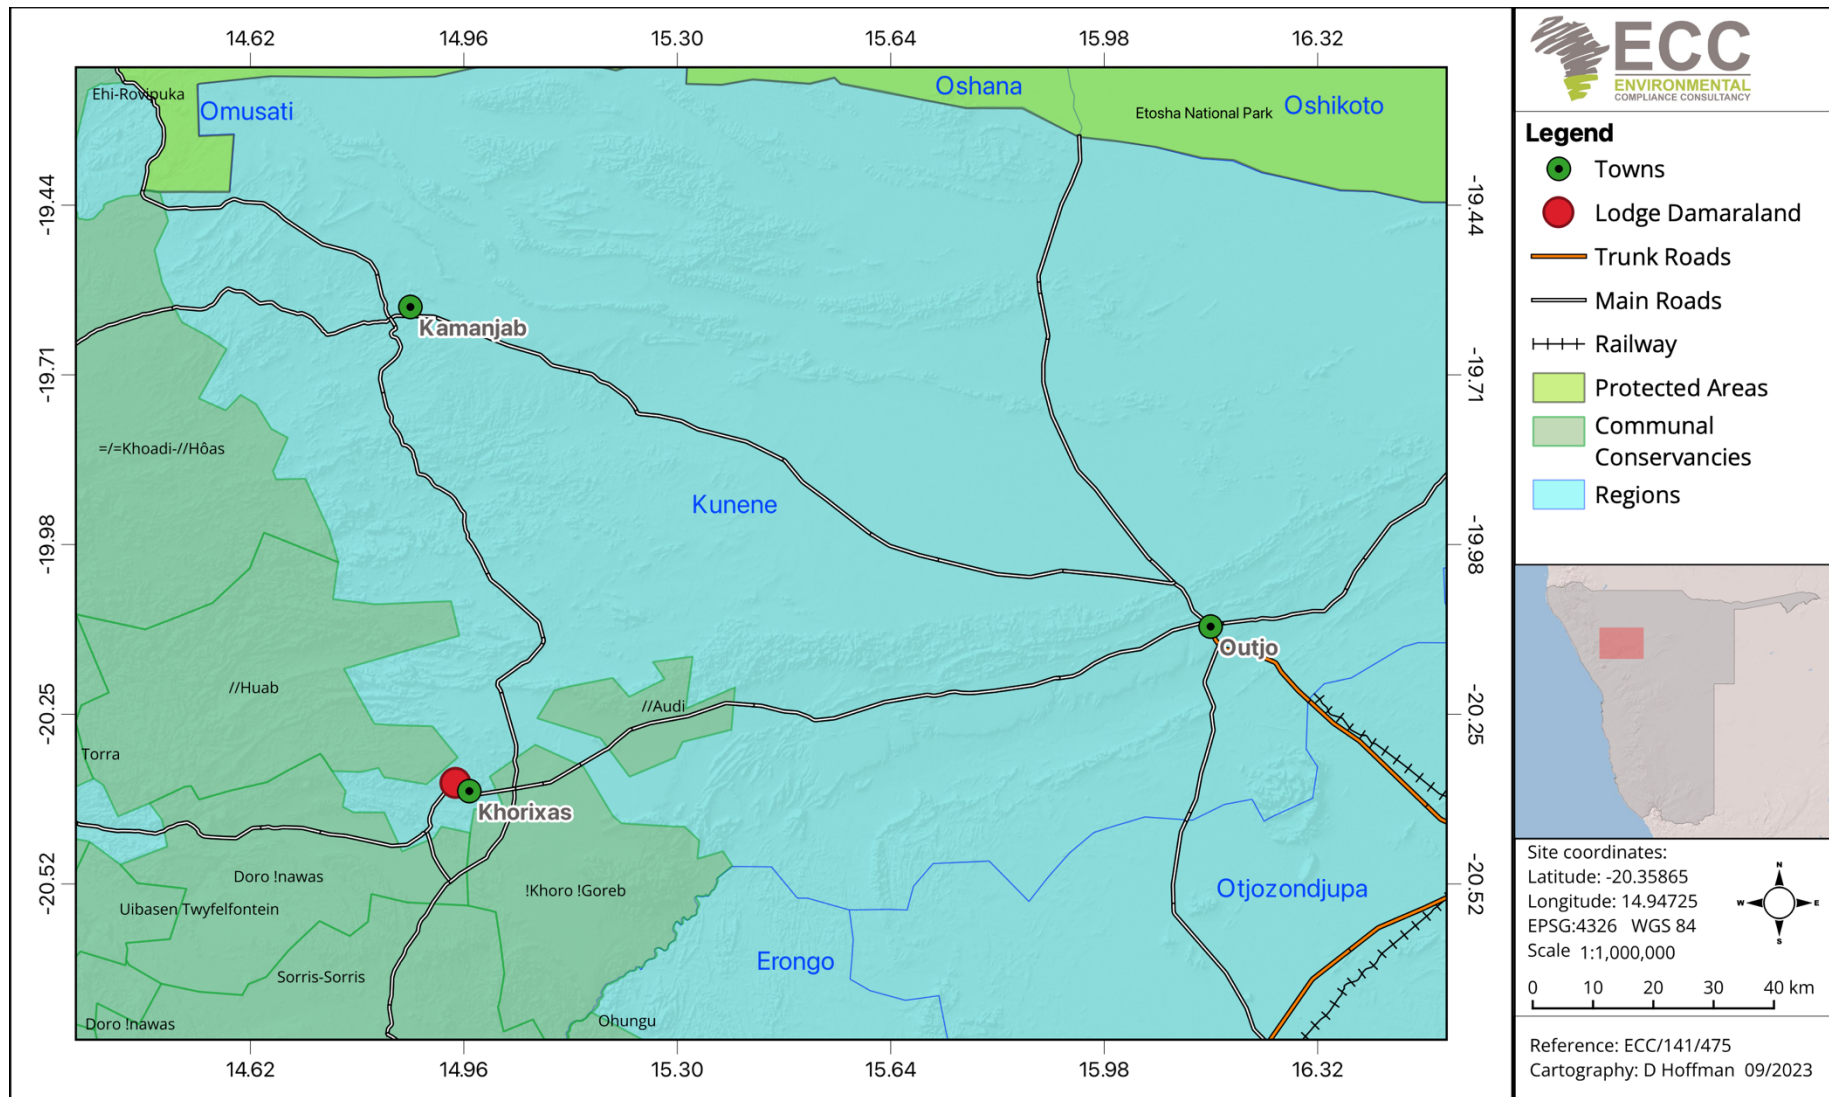 14.62 14.96 15.30 15.64 15.98 16.32
Ehi-Rovipuka
Omusati
Oshana
Etosha National Park
Oshikoto
-19.44
-19.44
Kamanjab
-19.71
-19.71
=/=Khoadi-//Hôas
Kunene
-19.98
-19.98
Outjo
//Huab
//Audi
-20.25
-20.25
Torra
Khorixas
Doro !nawas
-20.52
-20.52
!Khoro !Goreb
Otjozondjupa
Uibasen Twyfelfontein
Erongo
Sorris-Sorris
Doro !nawas
Ohungu
14.62 14.96 15.30 15.64 15.98 16.32
ECC
ENVIRONMENTAL
COMPLIANCE CONSULTANCY
Legend
Towns
Lodge Damaraland
Trunk Roads
Main Roads
Railway
Protected Areas
Communal
Conservancies
Regions
Site coordinates:
Latitude: -20.35865
Longitude: 14.94725
EPSG:4326 WGS 84
Scale 1:1,000,000
N
W E
S
0 10 20 30 40 km
Reference: ECC/141/475
Cartography: D Hoffman 09/2023